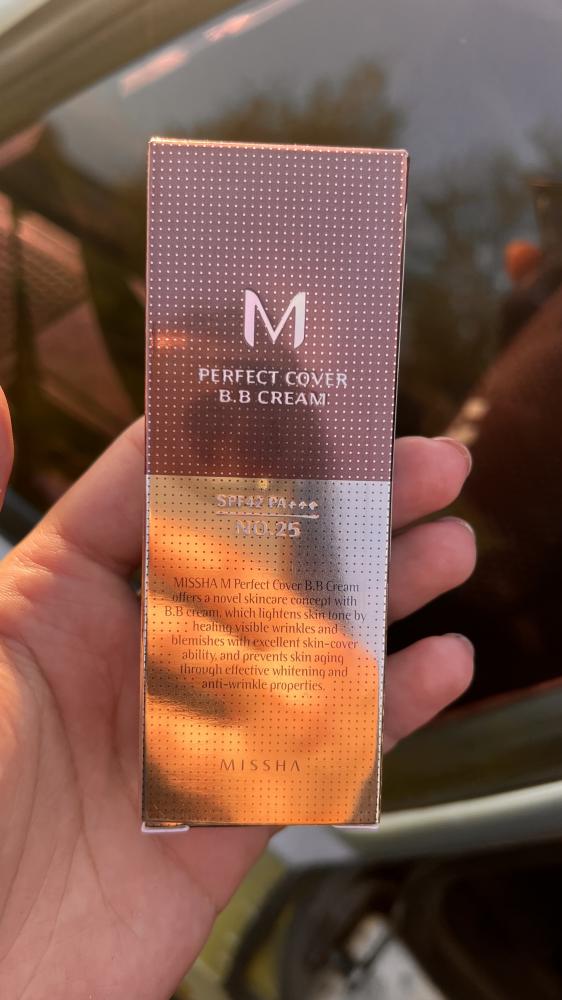 M
PERFECT COVER
B.B CREAM
SPF42 PA+++
NO.25
MISSHA M Perfect Cover B.B Cream
offers a novel skincare concept with
B.B cream, which lightens skin tone by
healing visible wrinkles and
blemishes with excellent skin-cover
ability, and prevents skin aging
through effective whitening and
anti-wrinkle properties.
MISSHA